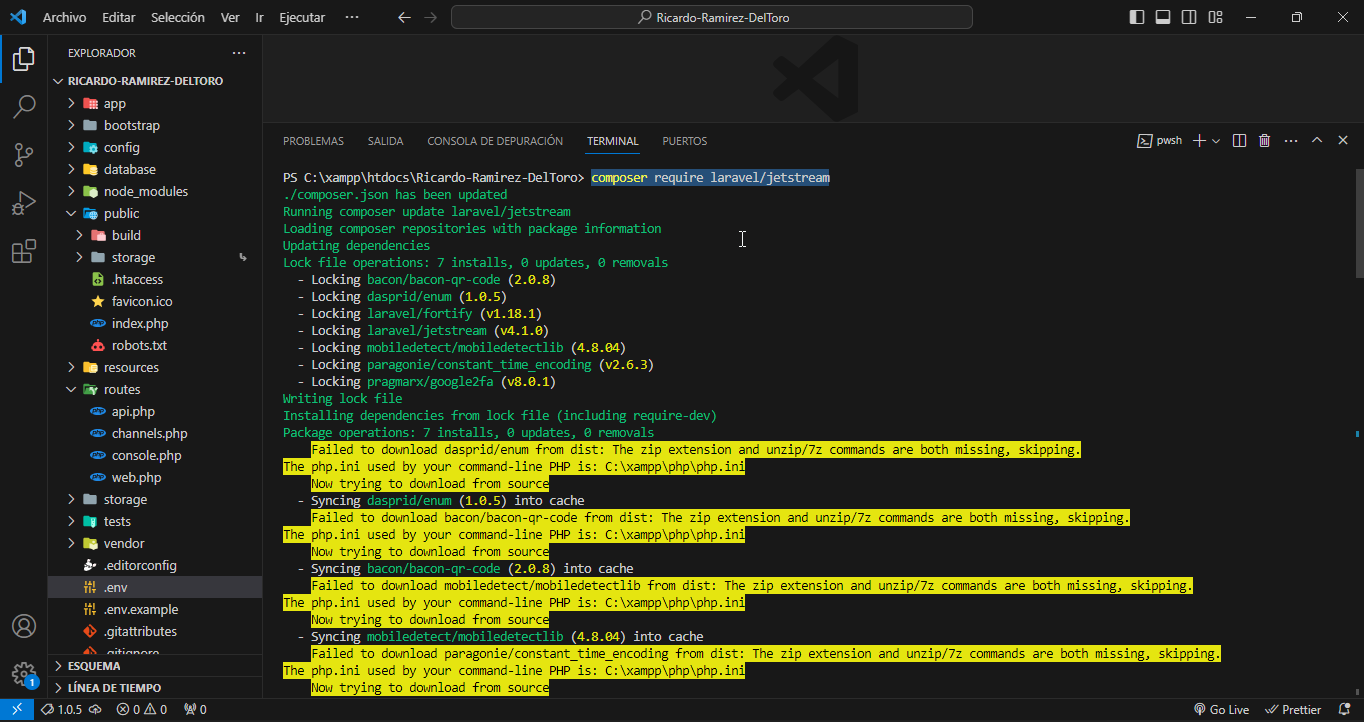 Archivo Editar Selección Ver Ir Ejecutar ··· Ricardo-Ramirez-DelToro
EXPLORADOR
RICARDO-RAMIREZ-DELTORO
app
bootstrap
config
database
node_modules
public
build
storage
.htaccess
favicon.ico
index.php
robots.txt
resources
routes
api.php
channels.php
console.php
web.php
storage
tests
vendor
.editorconfig
.env
.env.example
.gitattributes
.gitignore
ESQUEMA
LÍNEA DE TIEMPO
PROBLEMAS SALIDA CONSOLA DE DEPURACIÓN TERMINAL PUERTOS pwsh
PS C:\xampp\htdocs\Ricardo-Ramirez-DelToro> composer require laravel/jetstream
./composer.json has been updated
Running composer update laravel/jetstream
Loading composer repositories with package information
Updating dependencies
Lock file operations: 7 installs, 0 updates, 0 removals
- Locking bacon/bacon-qr-code (2.0.8)
- Locking dasprid/enum (1.0.5)
- Locking laravel/fortify (v1.18.1)
- Locking laravel/jetstream (v4.1.0)
- Locking mobiledetect/mobiledetectlib (4.8.04)
- Locking paragonie/constant_time_encoding (v2.6.3)
- Locking pragmarx/google2fa (v8.0.1)
Writing lock file
Installing dependencies from lock file (including require-dev)
Package operations: 7 installs, 0 updates, 0 removals
Failed to download dasprid/enum from dist: The zip extension and unzip/7z commands are both missing, skipping.
The php.ini used by your command-line PHP is: C:\xampp\php\php.ini
Now trying to download from source
- Syncing dasprid/enum (1.0.5) into cache
Failed to download bacon/bacon-qr-code from dist: The zip extension and unzip/7z commands are both missing, skipping.
The php.ini used by your command-line PHP is: C:\xampp\php\php.ini
Now trying to download from source
- Syncing bacon/bacon-qr-code (2.0.8) into cache
Failed to download mobiledetect/mobiledetectlib from dist: The zip extension and unzip/7z commands are both missing, skipping.
The php.ini used by your command-line PHP is: C:\xampp\php\php.ini
Now trying to download from source
- Syncing mobiledetect/mobiledetectlib (4.8.04) into cache
Failed to download paragonie/constant_time_encoding from dist: The zip extension and unzip/7z commands are both missing, skipping.
The php.ini used by your command-line PHP is: C:\xampp\php\php.ini
Now trying to download from source
1
1.0.5 0 0 0 Go Live Prettier